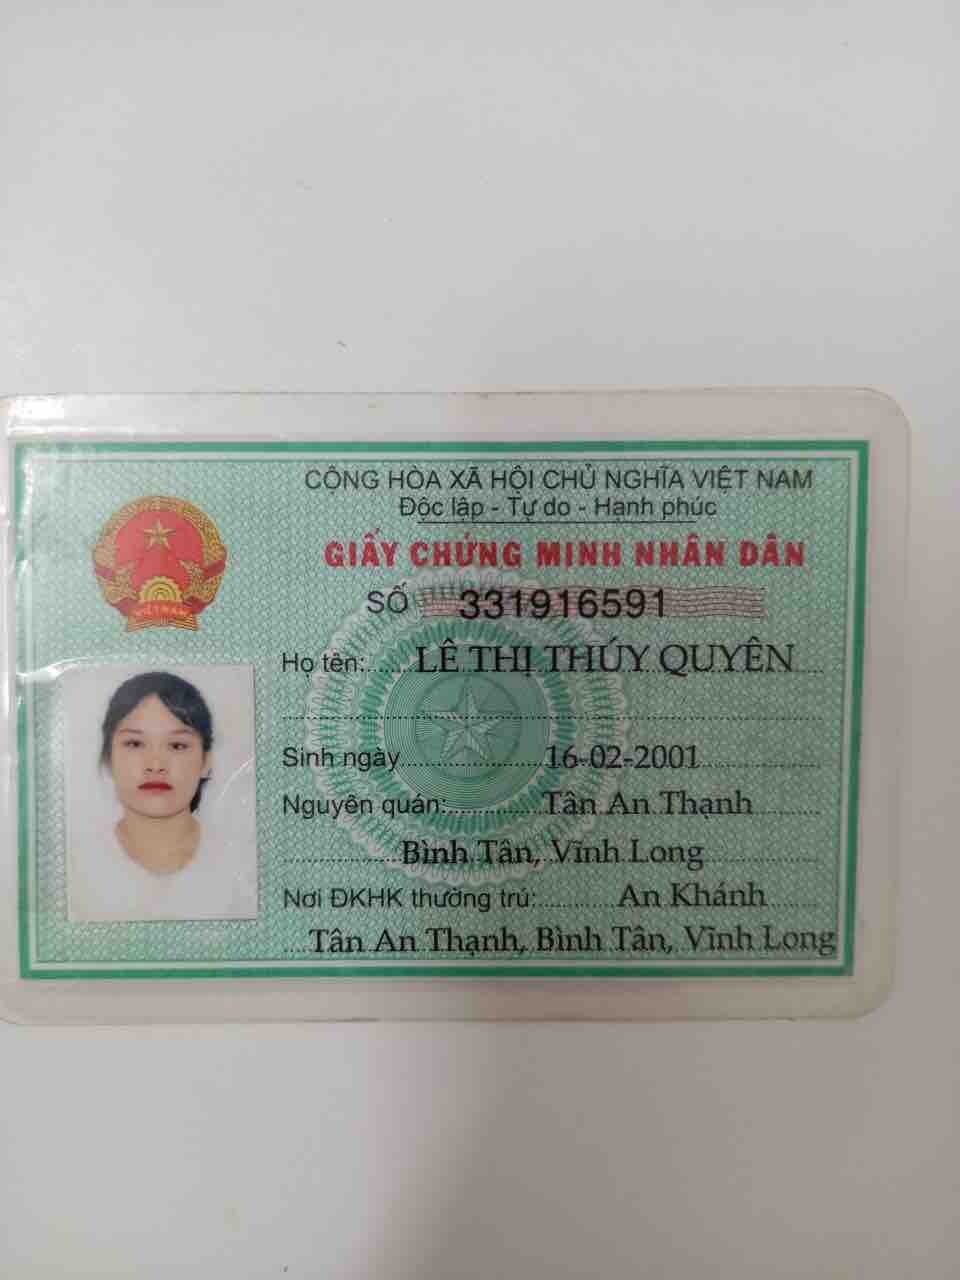 CỘNG HÒA XÃ HỘI CHỦ NGHĨA VIỆT NAM
Độc lập - Tự do - Hạnh phúc
GIẤY CHỨNG MINH NHÂN DÂN
SỐ 331916591
Họ tên: LÊ THỊ THÚY QUYÊN
Sinh ngày 16-02-2001
Nguyên quán: Tân An Thạnh
Bình Tân, Vĩnh Long
Nơi ĐKHK thường trú: An Khánh
Tân An Thạnh, Bình Tân, Vĩnh Long
VIỆT NAM